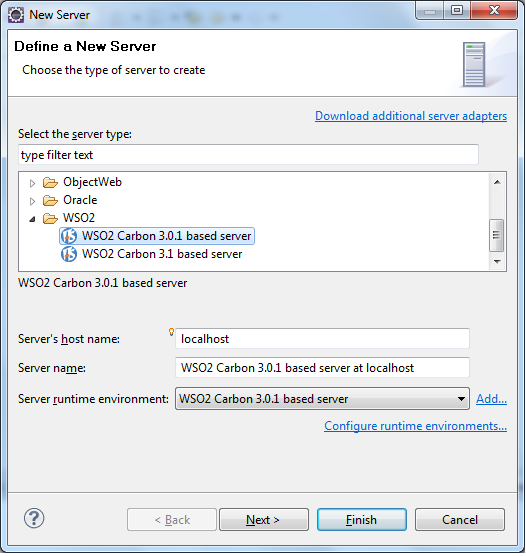 New Server
Define a New Server
Choose the type of server to create
Download additional server adapters
Select the server type:
type filter text
ObjectWeb
Oracle
WSO2
WSO2 Carbon 3.0.1 based server
WSO2 Carbon 3.1 based server
WSO2 Carbon 3.0.1 based server
Server's host name:
localhost
Server name:
WSO2 Carbon 3.0.1 based server at localhost
Server runtime environment:
WSO2 Carbon 3.0.1 based server
Add...
Configure runtime environments...
?
< Back
Next >
Finish
Cancel